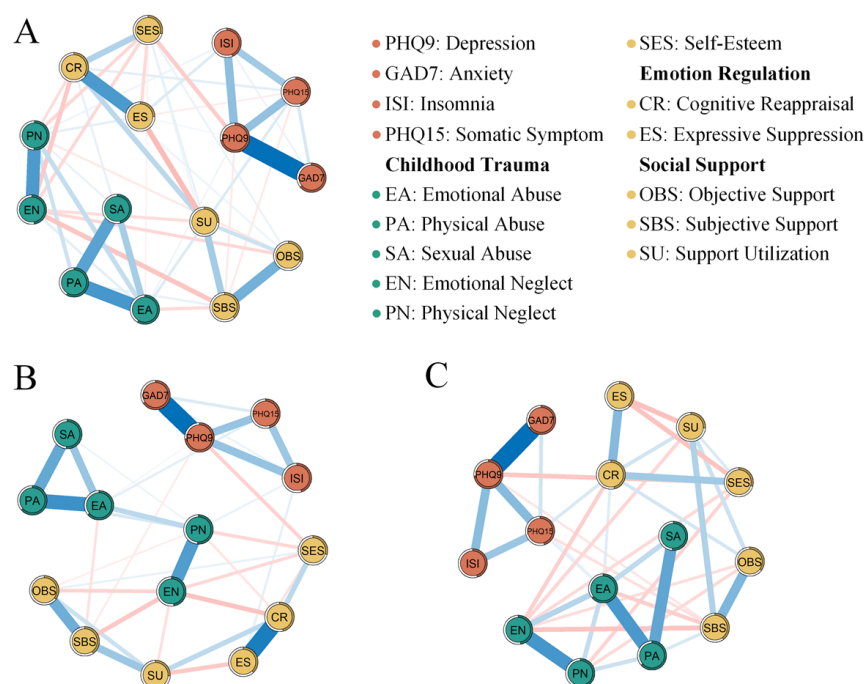 A
SES
CR
ISI
ES
PHQ15
PHQ9
GAD7
PN
EN
SA
SU
OBS
PA
EA
SBS
PHQ9: Depression
GAD7: Anxiety
ISI: Insomnia
PHQ15: Somatic Symptom
Childhood Trauma
EA: Emotional Abuse
PA: Physical Abuse
SA: Sexual Abuse
EN: Emotional Neglect
PN: Physical Neglect
SES: Self-Esteem
Emotion Regulation
CR: Cognitive Reappraisal
ES: Expressive Suppression
Social Support
OBS: Objective Support
SBS: Subjective Support
SU: Support Utilization
B
GAD7
PHQ15
SA
PHQ9
ISI
PA
EA
PN
SES
OBS
EN
CR
SBS
SU
ES
C
ES
GAD7
SU
PHQ9
CR
SES
PHQ15
SA
ISI
OBS
EA
EN
SBS
PA
PN